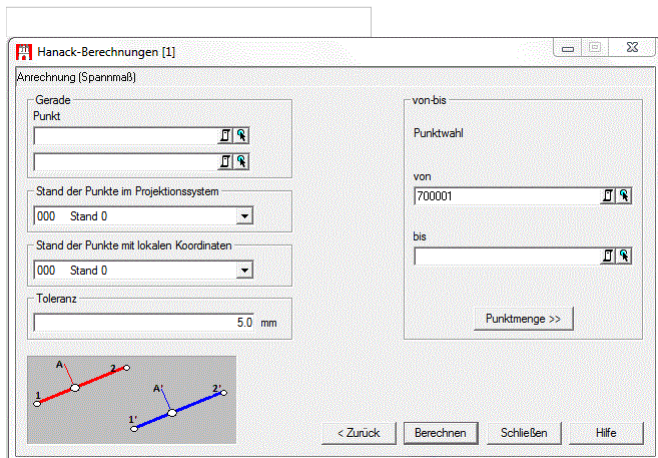 Hanack-Berechnungen [1]
Anrechnung (Spannmaß)
Gerade
Punkt
Stand der Punkte im Projektionssystem
000 Stand 0
Stand der Punkte mit lokalen Koordinaten
000 Stand 0
Toleranz
5.0 mm
von-bis
Punktwahl
von
700001
bis
Punktmenge >>
A
1
2
A'
1'
2'
< Zurück
Berechnen
Schließen
Hilfe